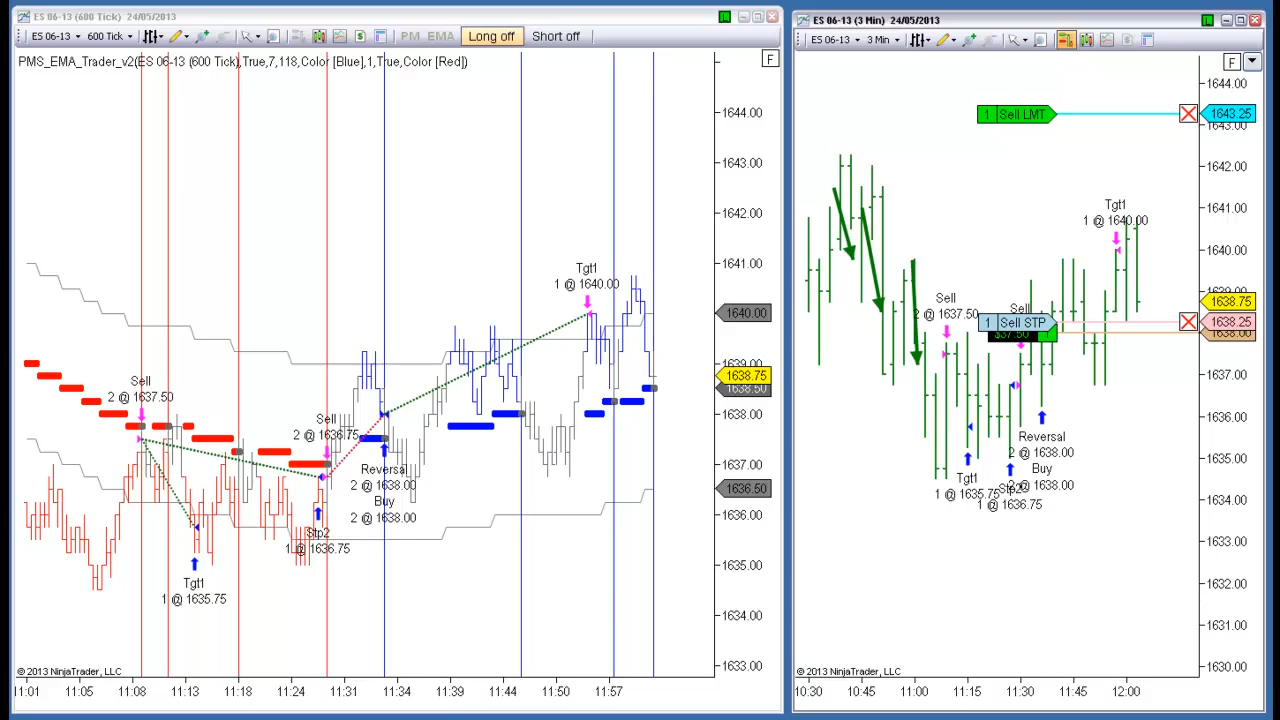 ES 06-13 (600 Tick) 24/05/2013
ES 06-13 600 Tick PM EMA Long off Short off
PMS_EMA_Trader_v2(ES 06-13 (600 Tick),True,7,118,Color [Blue],1,True,Color [Red])
F
1644.00
1643.00
1642.00
1641.00
1640.00
1639.00
1638.75
1638.50
1638.00
1637.00
1636.50
1636.00
1635.00
1634.00
1633.00
Tgt1
1 @ 1640.00
Sell
2 @ 1637.50
Sell
2 @ 1636.75
Reversal
2 @ 1638.00
Buy
2 @ 1638.00
Stp2
1 @ 1636.75
Tgt1
1 @ 1635.75
© 2013 NinjaTrader, LLC
11:01 11:05 11:08 11:13 11:18 11:24 11:31 11:34 11:39 11:44 11:50 11:57
ES 06-13 (3 Min) 24/05/2013
ES 06-13 3 Min
F
1644.00
1 Sell LMT
1643.25
1643.00
1642.00
1641.00
1640.00
1638.75
1638.25
1638.00
1637.00
1636.00
1635.00
1634.00
1633.00
1632.00
1631.00
1630.00
Tgt1
1 @ 1640.00
Sell
2 @ 1637.50
Sell
1 Sell STP
$37.50 1
Reversal
2 @ 1638.00
Buy
2 @ 1638.00
Tgt1
1 @ 1635.75
Stp2
1 @ 1636.75
© 2013 NinjaTrader, LLC
10:30 10:45 11:00 11:15 11:30 11:45 12:00